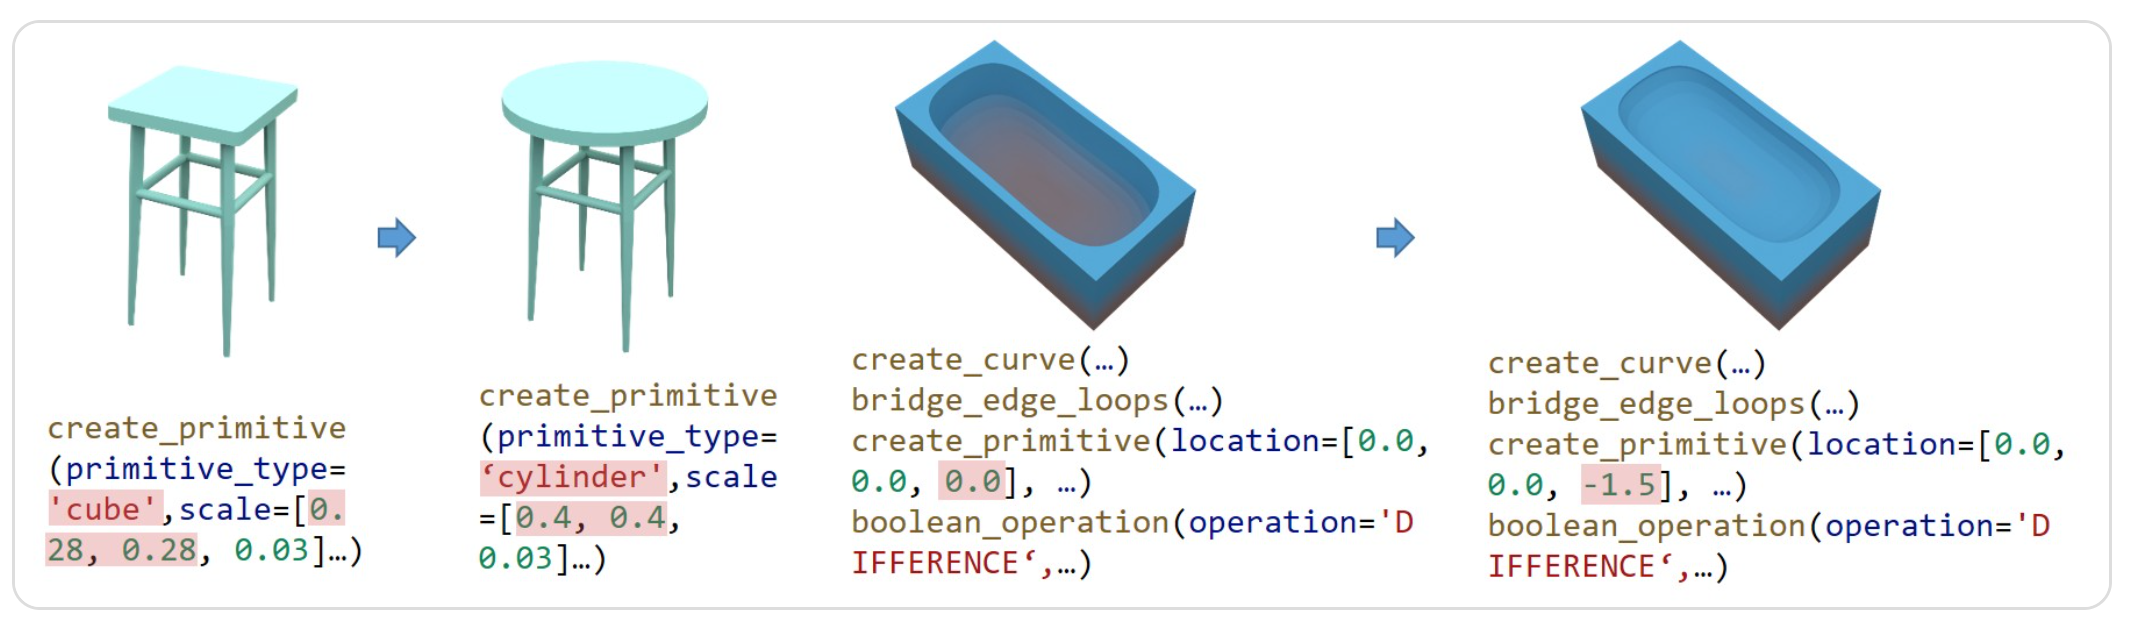 create_primitive
(primitive_type=
'cube',scale=[0.
28, 0.28, 0.03]…)
create_primitive
(primitive_type=
‘cylinder',scale
=[0.4, 0.4,
0.03]…)
create_curve(…)
bridge_edge_loops(…)
create_primitive(location=[0.0,
0.0, 0.0], …)
boolean_operation(operation='D
IFFERENCE‘,…)
create_curve(…)
bridge_edge_loops(…)
create_primitive(location=[0.0,
0.0, -1.5], …)
boolean_operation(operation='D
IFFERENCE‘,…)